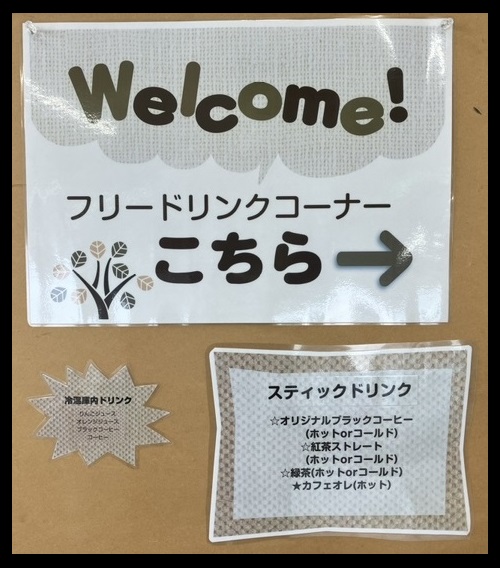 Welcome!
フリードリンクコーナー
こちら→
冷温庫内ドリンク
りんごジュース
オレンジジュース
ブラックコーヒー
コーヒー
スティックドリンク
☆オリジナルブラックコーヒー
(ホットorコールド)
☆紅茶ストレート
(ホットorコールド)
☆緑茶(ホットorコールド)
★カフェオレ(ホット)